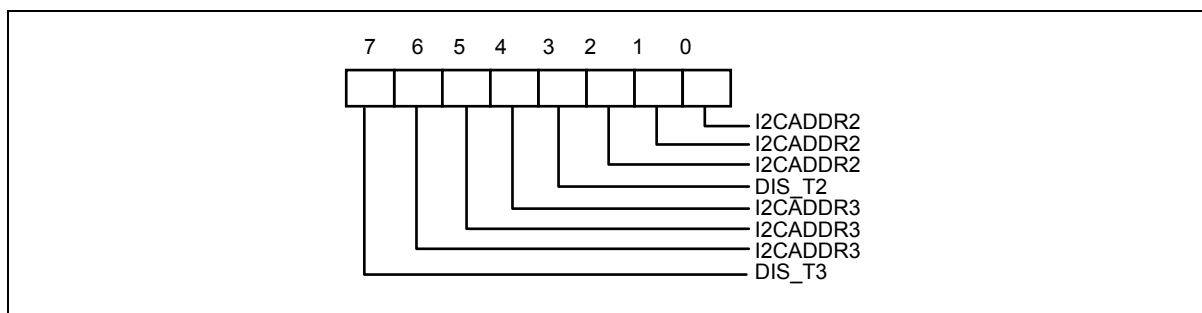 7 6 5 4 3 2 1 0
I2CADDR2
I2CADDR2
I2CADDR2
DIS_T2
I2CADDR3
I2CADDR3
I2CADDR3
DIS_T3